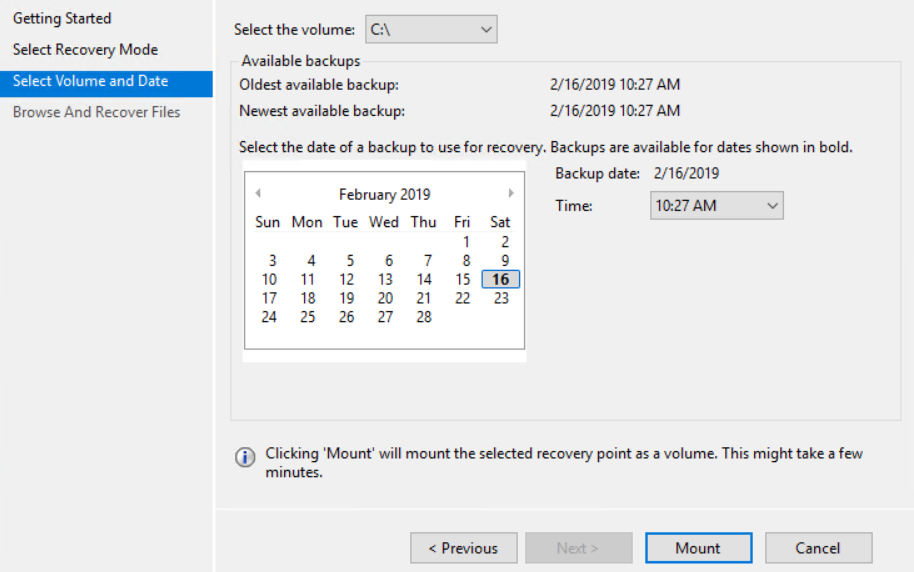 Getting Started
Select Recovery Mode
Select Volume and Date
Browse And Recover Files
Select the volume: C:\
Available backups
Oldest available backup: 2/16/2019 10:27 AM
Newest available backup: 2/16/2019 10:27 AM
Select the date of a backup to use for recovery. Backups are available for dates shown in bold.
Backup date: 2/16/2019
Time: 10:27 AM
February 2019
Sun Mon Tue Wed Thu Fri Sat
1 2
3 4 5 6 7 8 9
10 11 12 13 14 15 16
17 18 19 20 21 22 23
24 25 26 27 28
Clicking 'Mount' will mount the selected recovery point as a volume. This might take a few
minutes.
< Previous Next > Mount Cancel